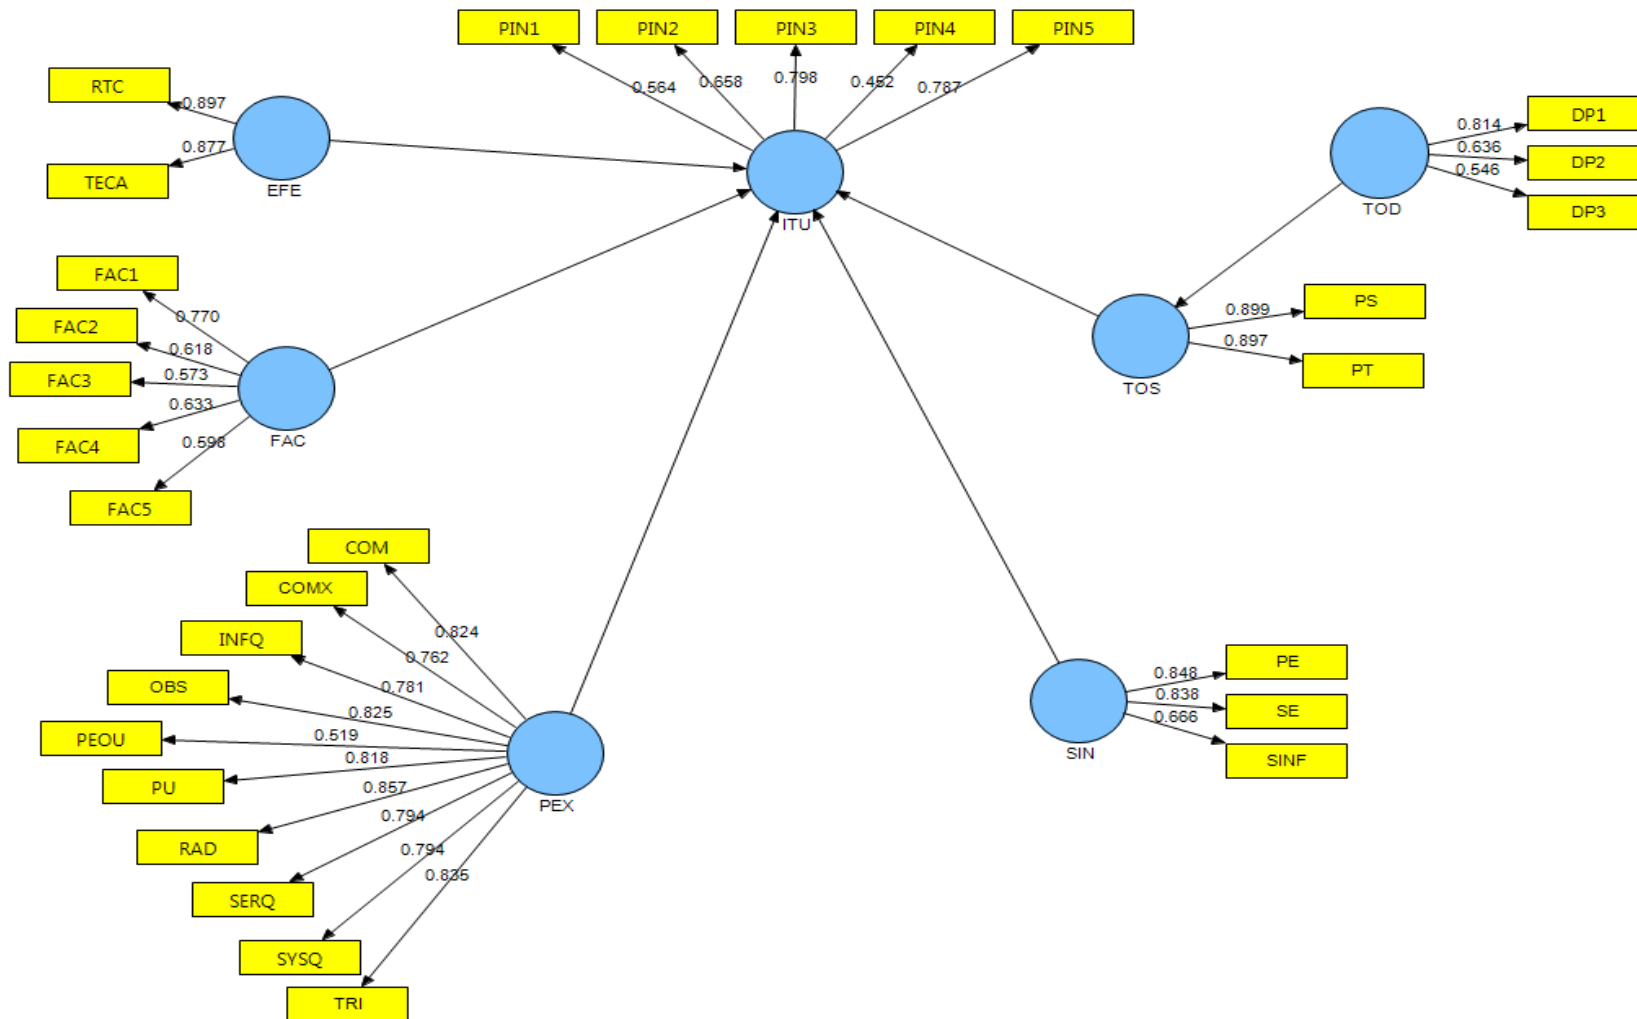 PIN1 PIN2 PIN3 PIN4 PIN5
0.564 0.658 0.798 0.452 0.787
ITU
RTC
0.897
TECA
0.877
EFE
DP1
0.814
DP2
0.636
DP3
0.546
TOD
FAC1
0.770
FAC2
0.618
FAC3
0.573
FAC4
0.633
FAC5
0.598
FAC
PS
0.899
PT
0.897
TOS
COM
0.824
COMX
0.762
INFQ
0.781
OBS
0.825
PEOU
0.519
PU
0.818
RAD
0.857
SERQ
0.794
SYSQ
0.794
TRI
0.835
PEX
PE
0.848
SE
0.838
SINF
0.666
SIN